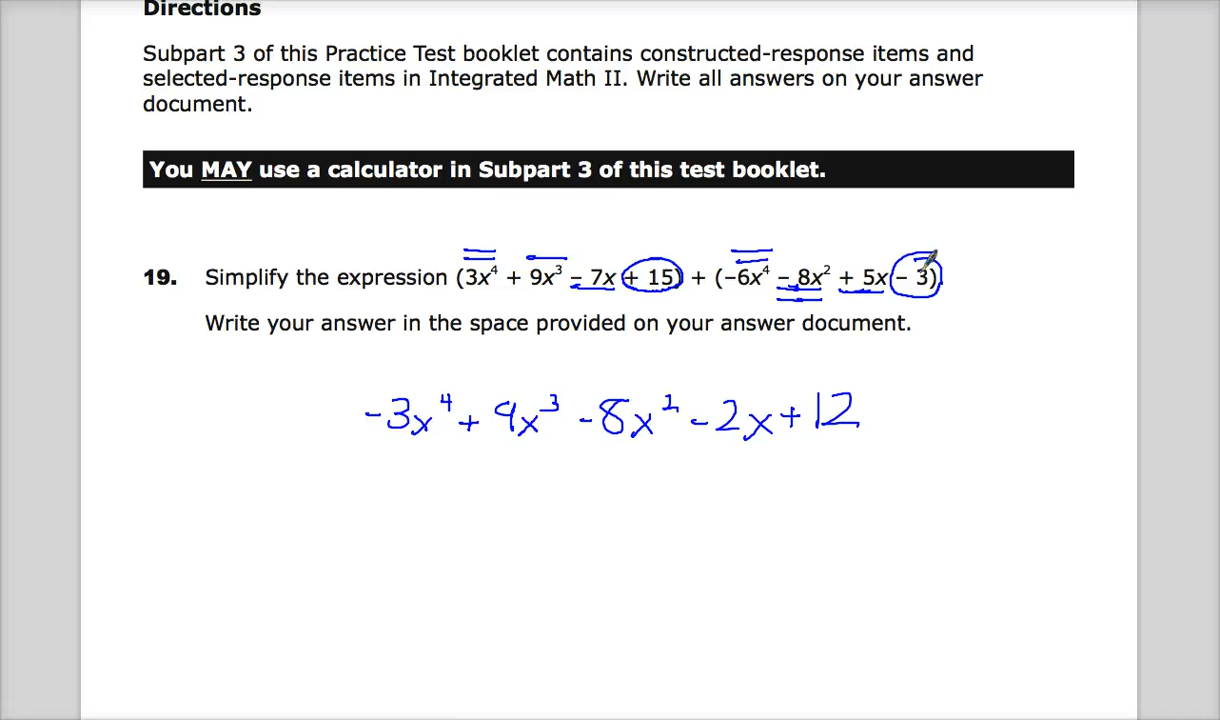 Directions
Subpart 3 of this Practice Test booklet contains constructed-response items and
selected-response items in Integrated Math II. Write all answers on your answer
document.
You MAY use a calculator in Subpart 3 of this test booklet.
19. Simplify the expression (3x⁴ + 9x³ − 7x + 15) + (−6x⁴ − 8x² + 5x − 3).
Write your answer in the space provided on your answer document.
-3x⁴ + 9x³ - 8x² - 2x + 12